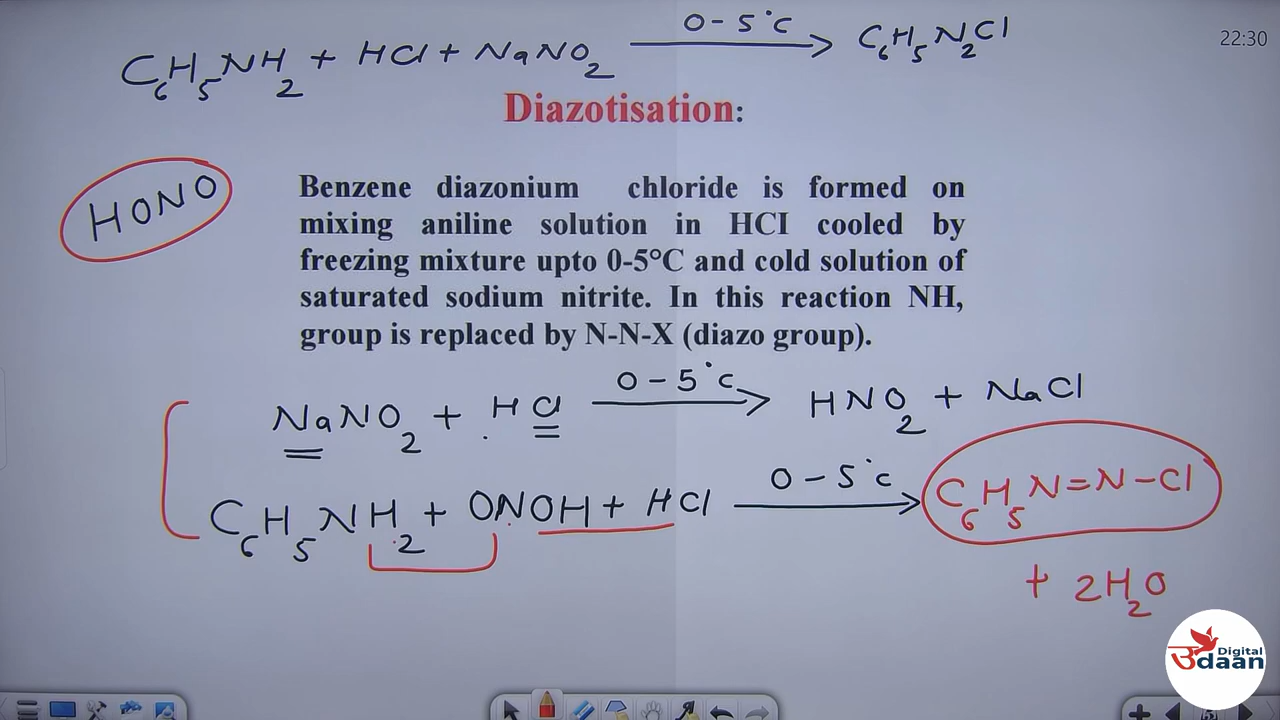 C6H5NH2 + HCl + NaNO2 0-5°C → C6H5N2Cl
22:30
Diazotisation:
HONO
Benzene diazonium chloride is formed on
mixing aniline solution in HCI cooled by
freezing mixture upto 0-5°C and cold solution of
saturated sodium nitrite. In this reaction NH,
group is replaced by N-N-X (diazo group).
NaNO2 + HCl 0-5°C → HNO2 + NaCl
C6H5NH2 + ONOH + HCl 0-5°C → C6H5N=N-Cl
+ 2H2O
Digital
उdaan